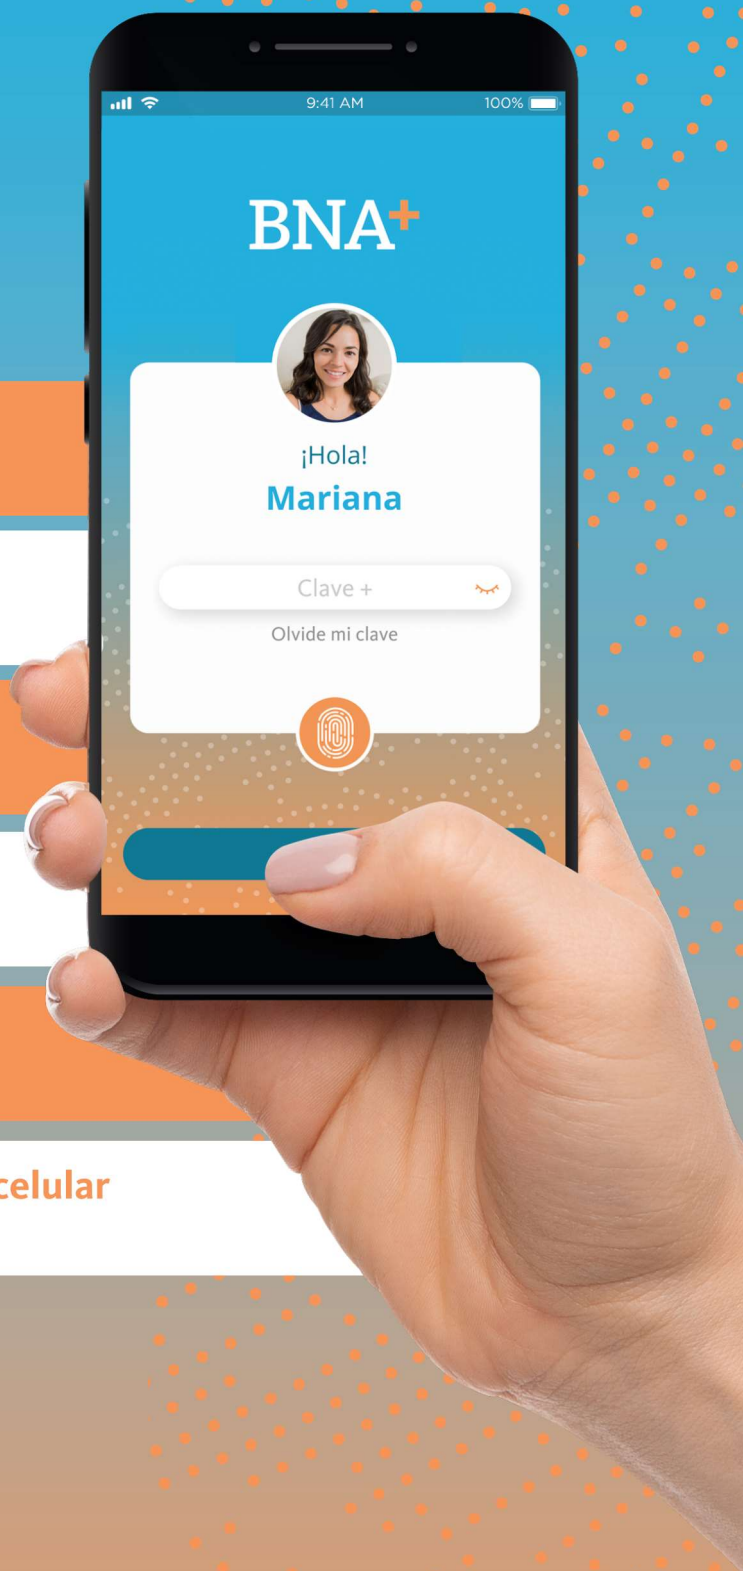 9:41 AM
100%
BNA+
¡Hola!
Mariana
Clave +
Olvide mi clave
celular